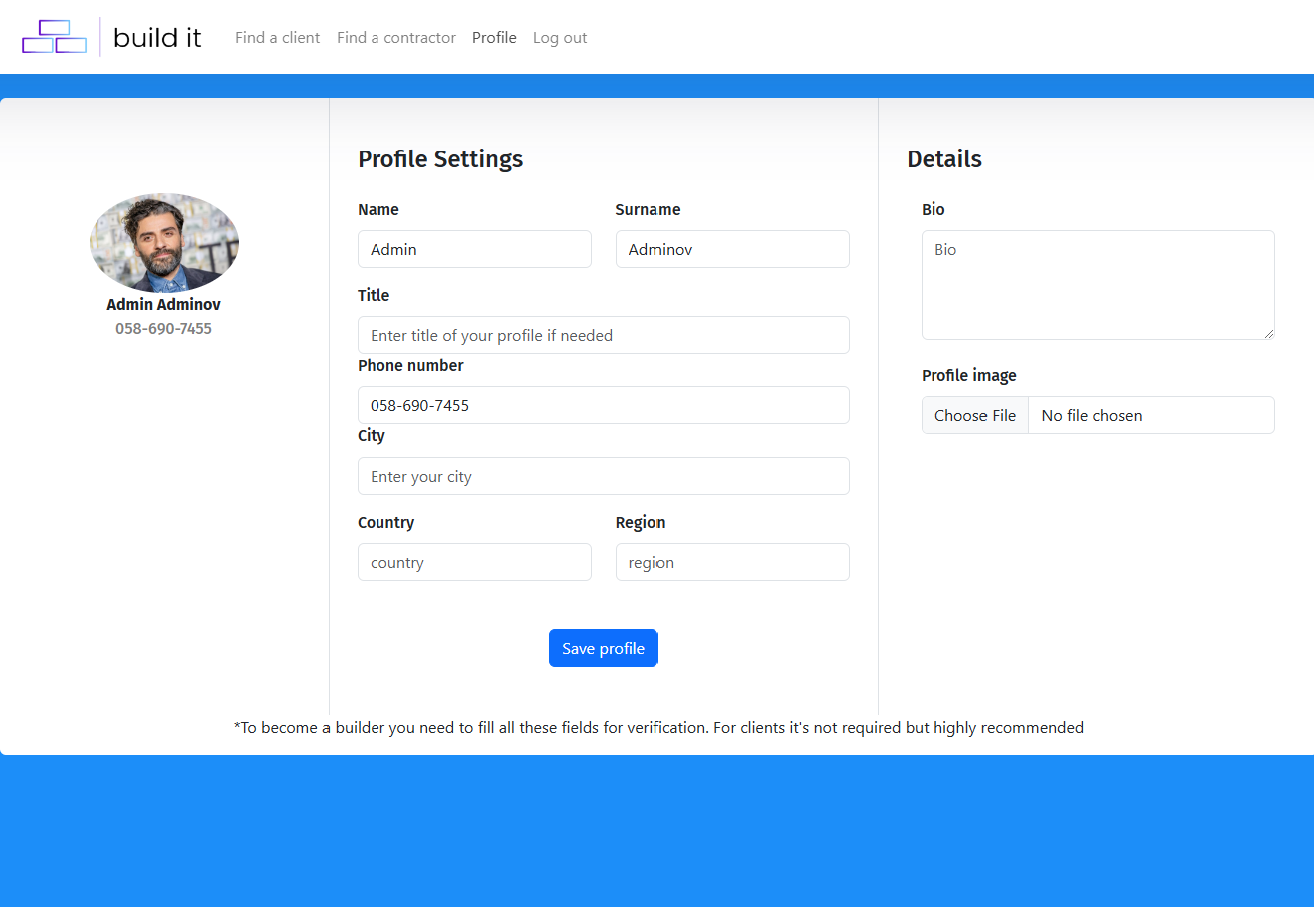 build it
Find a client Find a contractor Profile Log out
Admin Adminov
058-690-7455
Profile Settings
Name Surname
Admin Adminov
Title
Enter title of your profile if needed
Phone number
058-690-7455
City
Enter your city
Country Region
country region
Save profile
Details
Bio
Bio
Profile image
Choose File No file chosen
*To become a builder you need to fill all these fields for verification. For clients it's not required but highly recommended